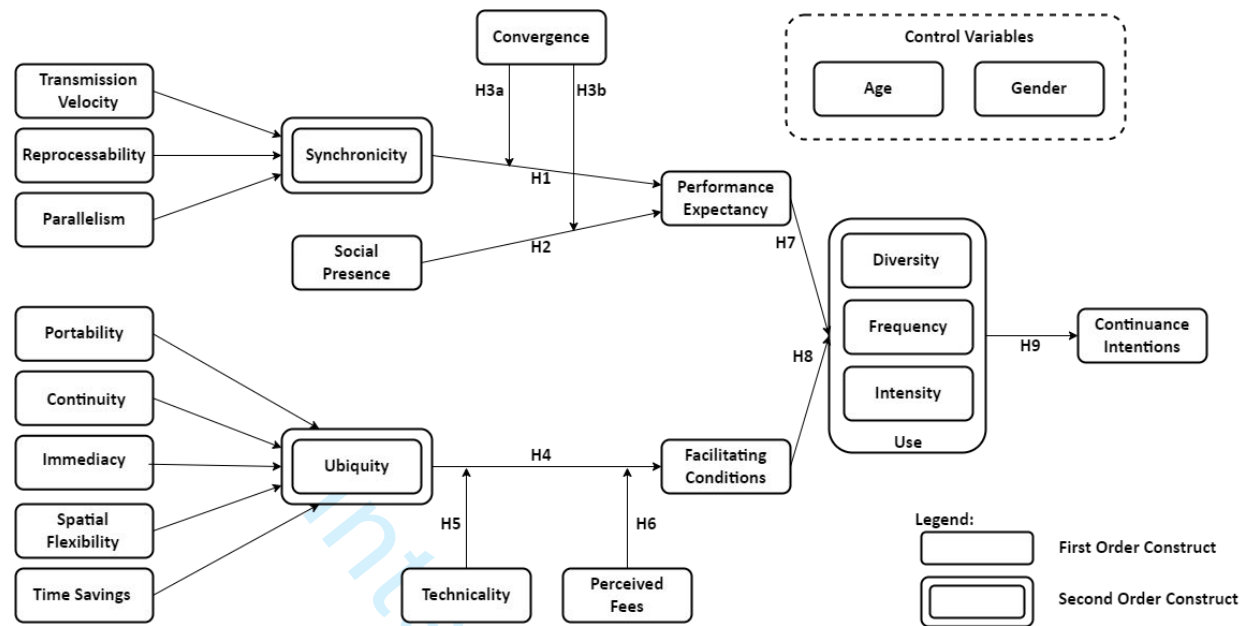 Convergence
Control Variables
Age
Gender
Transmission
Velocity
Reprocessability
Parallelism
Synchronicity
H3a
H3b
H1
Social
Presence
H2
Performance
Expectancy
H7
Portability
Continuity
Immediacy
Spatial
Flexibility
Time Savings
Ubiquity
H4
H5
H6
Technicality
Perceived
Fees
Facilitating
Conditions
H8
Diversity
Frequency
Intensity
Use
H9
Continuance
Intentions
Legend:
First Order Construct
Second Order Construct